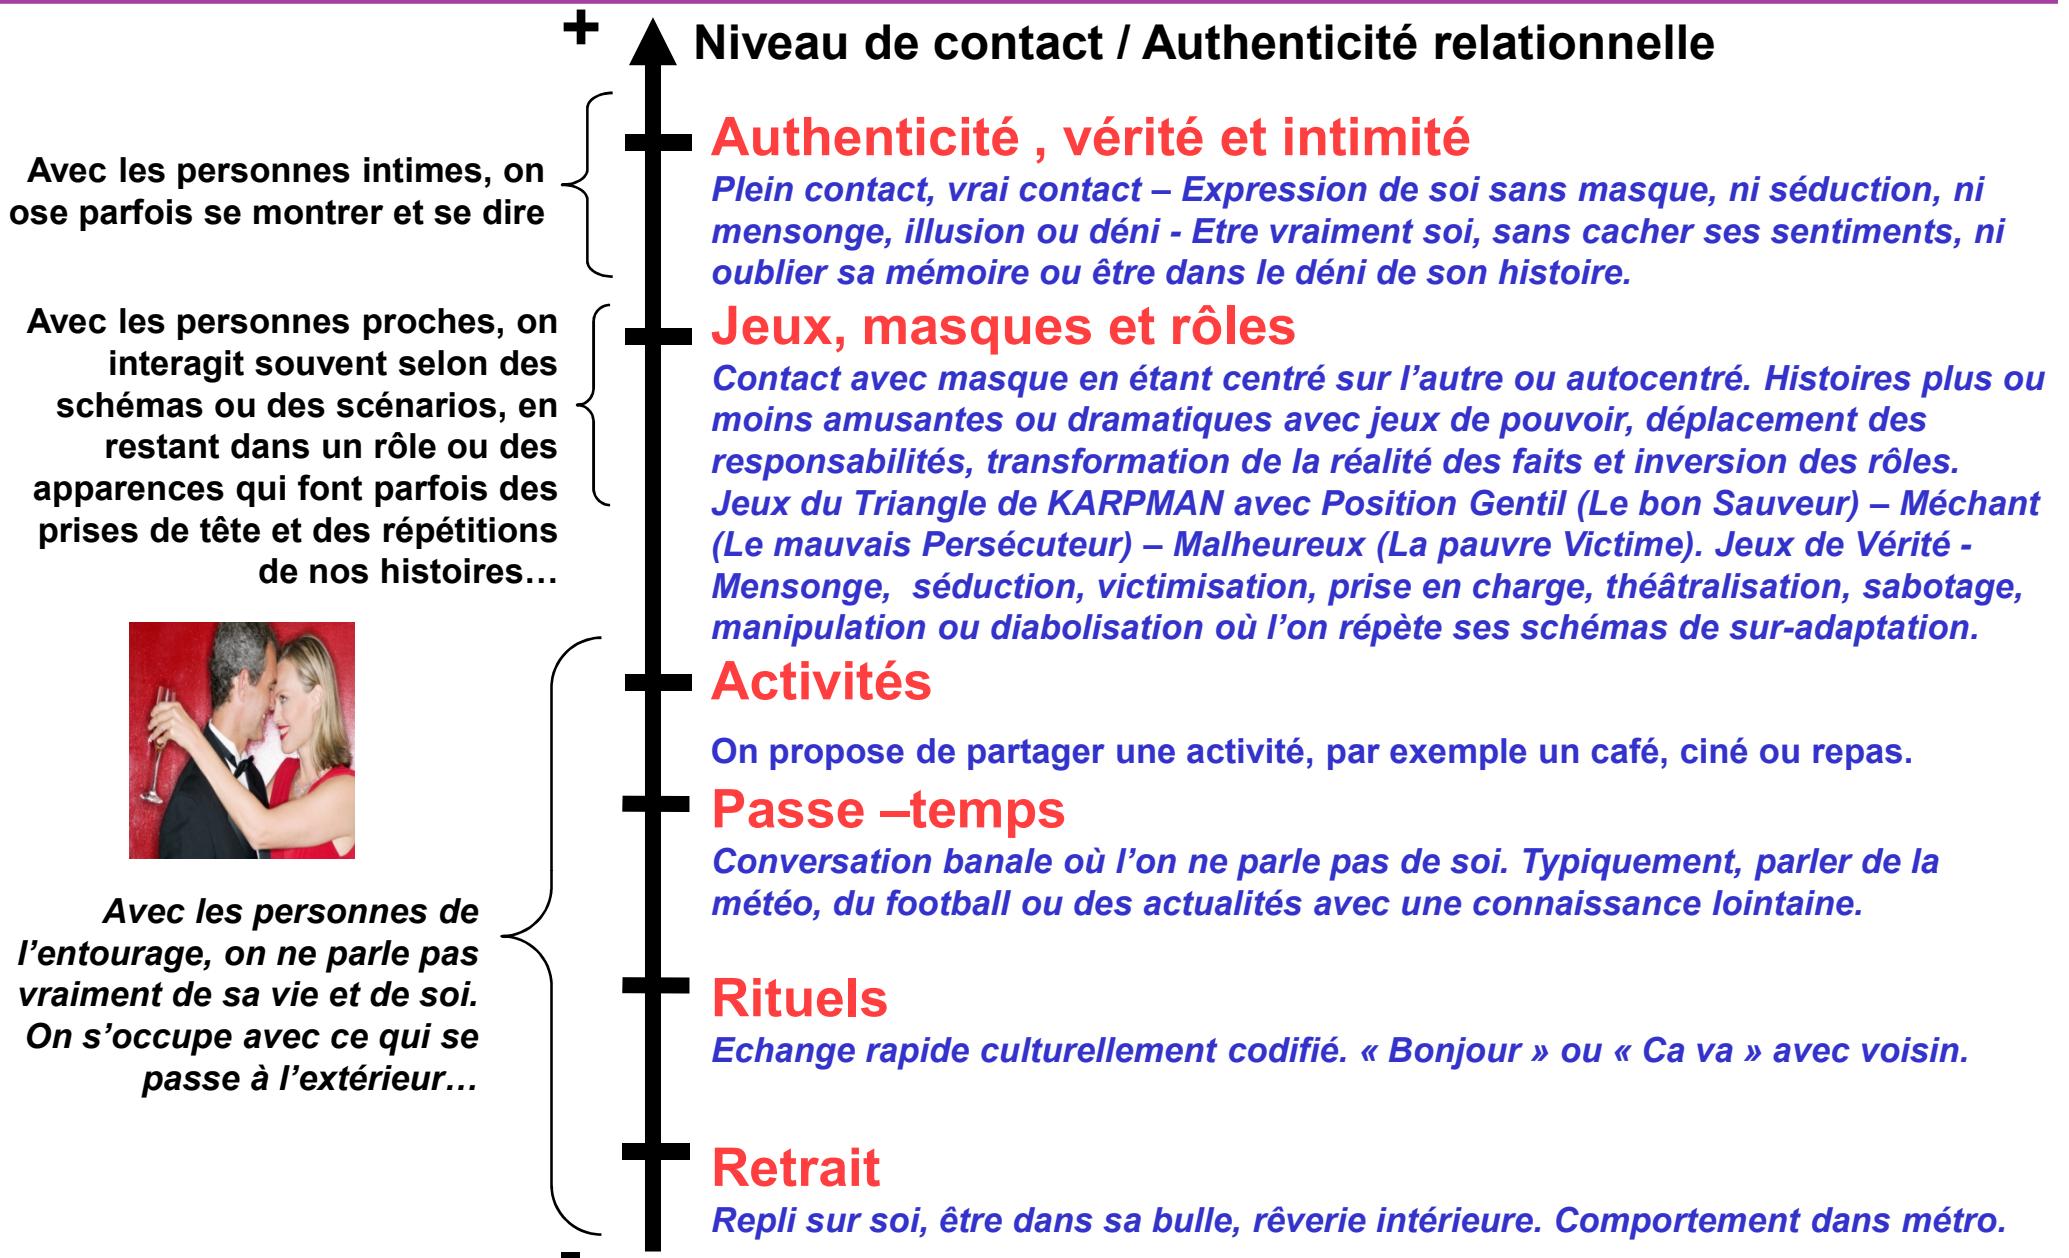 +
Niveau de contact / Authenticité relationnelle
Avec les personnes intimes, on
ose parfois se montrer et se dire
Authenticité , vérité et intimité
Plein contact, vrai contact – Expression de soi sans masque, ni séduction, ni
mensonge, illusion ou déni - Etre vraiment soi, sans cacher ses sentiments, ni
oublier sa mémoire ou être dans le déni de son histoire.
Avec les personnes proches, on
interagit souvent selon des
schémas ou des scénarios, en
restant dans un rôle ou des
apparences qui font parfois des
prises de tête et des répétitions
de nos histoires…
Jeux, masques et rôles
Contact avec masque en étant centré sur l’autre ou autocentré. Histoires plus ou
moins amusantes ou dramatiques avec jeux de pouvoir, déplacement des
responsabilités, transformation de la réalité des faits et inversion des rôles.
Jeux du Triangle de KARPMAN avec Position Gentil (Le bon Sauveur) – Méchant
(Le mauvais Persécuteur) – Malheureux (La pauvre Victime). Jeux de Vérité -
Mensonge,  séduction, victimisation, prise en charge, théâtralisation, sabotage,
manipulation ou diabolisation où l’on répète ses schémas de sur-adaptation.
Avec les personnes de
l’entourage, on ne parle pas
vraiment de sa vie et de soi.
On s’occupe avec ce qui se
passe à l’extérieur…
Activités
On propose de partager une activité, par exemple un café, ciné ou repas.
Passe –temps
Conversation banale où l’on ne parle pas de soi. Typiquement, parler de la
météo, du football ou des actualités avec une connaissance lointaine.
Rituels
Echange rapide culturellement codifié. « Bonjour » ou « Ca va » avec voisin.
Retrait
Repli sur soi, être dans sa bulle, rêverie intérieure. Comportement dans métro.
-